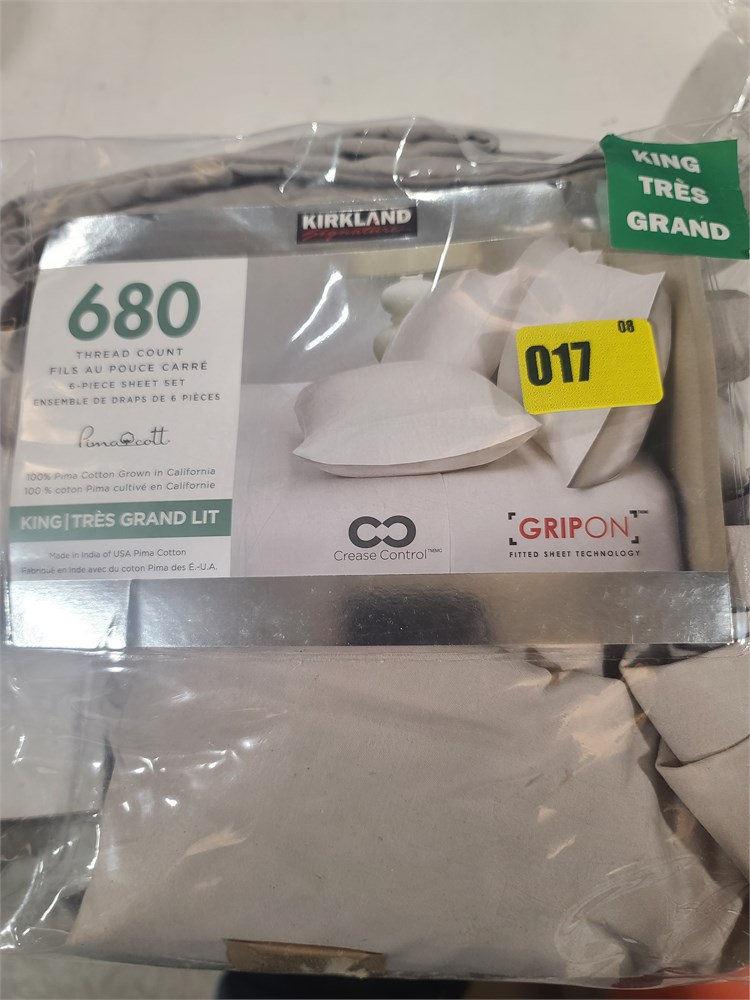 KING
TRÈS
GRAND
KIRKLAND
Signature
680
THREAD COUNT
FILS AU POUCE CARRÉ
6-PIECE SHEET SET
ENSEMBLE DE DRAPS DE 6 PIÈCES
Pimacott
100% Pima Cotton Grown in California
100 % coton Pima cultivé en Californie
KING | TRÈS GRAND LIT
Made in India of USA Pima Cotton
Fabriqué en Inde avec du coton Pima des É.-U.A.
08
017
Crease Control™/MC
[GRIPON]
FITTED SHEET TECHNOLOGY